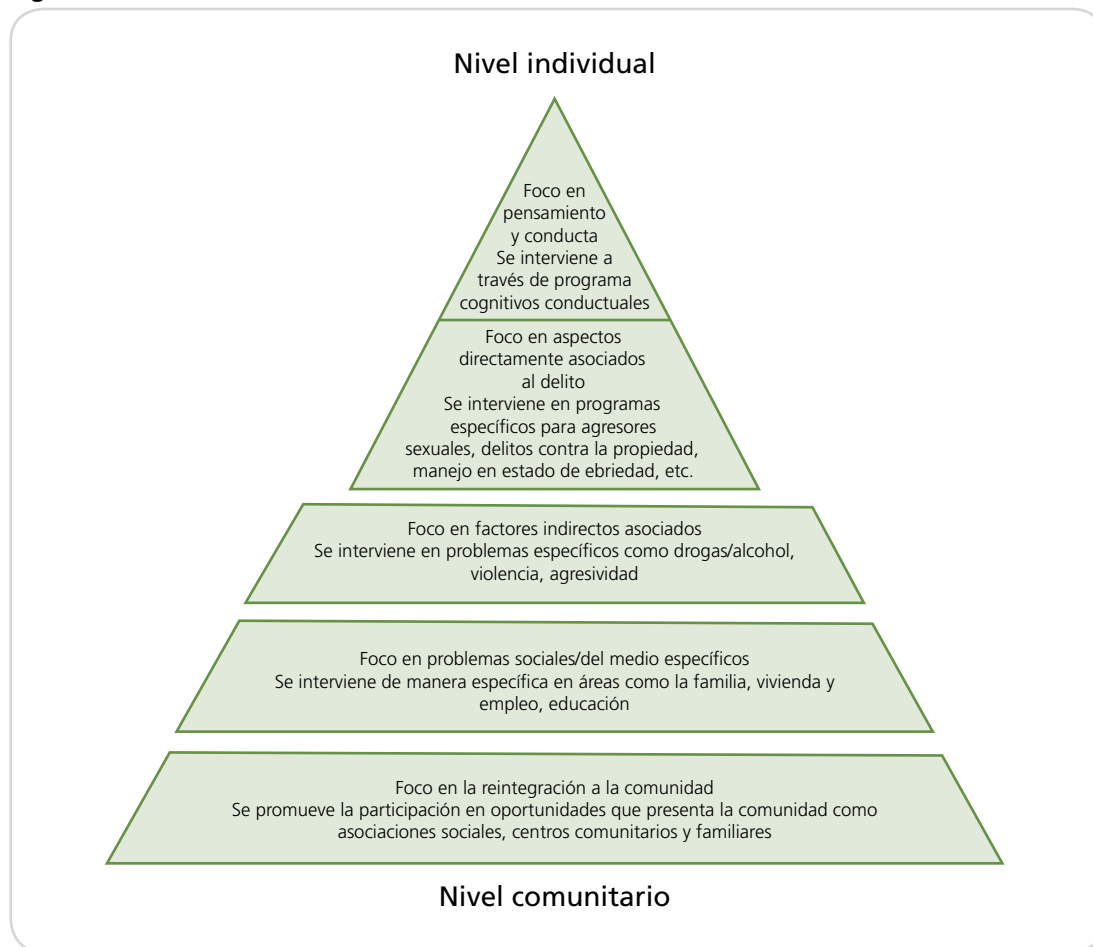 Nivel individual
Foco en
pensamiento
y conducta
Se interviene a
través de programa
cognitivos conductuales
Foco en aspectos
directamente asociados
al delito
Se interviene en programas
específicos para agresores
sexuales, delitos contra la propiedad,
manejo en estado de ebriedad, etc.
Foco en factores indirectos asociados
Se interviene en problemas específicos como drogas/alcohol,
violencia, agresividad
Foco en problemas sociales/del medio específicos
Se interviene de manera específica en áreas como la familia, vivienda y
empleo, educación
Foco en la reintegración a la comunidad
Se promueve la participación en oportunidades que presenta la comunidad como
asociaciones sociales, centros comunitarios y familiares
Nivel comunitario